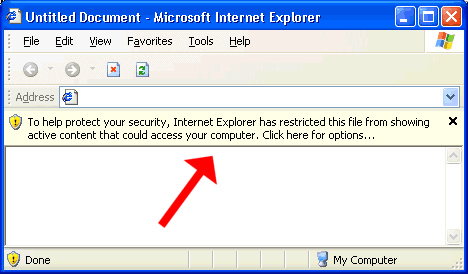 Untitled Document - Microsoft Internet Explorer
File Edit View Favorites Tools Help
Address
To help protect your security, Internet Explorer has restricted this file from showing
active content that could access your computer. Click here for options...
Done My Computer